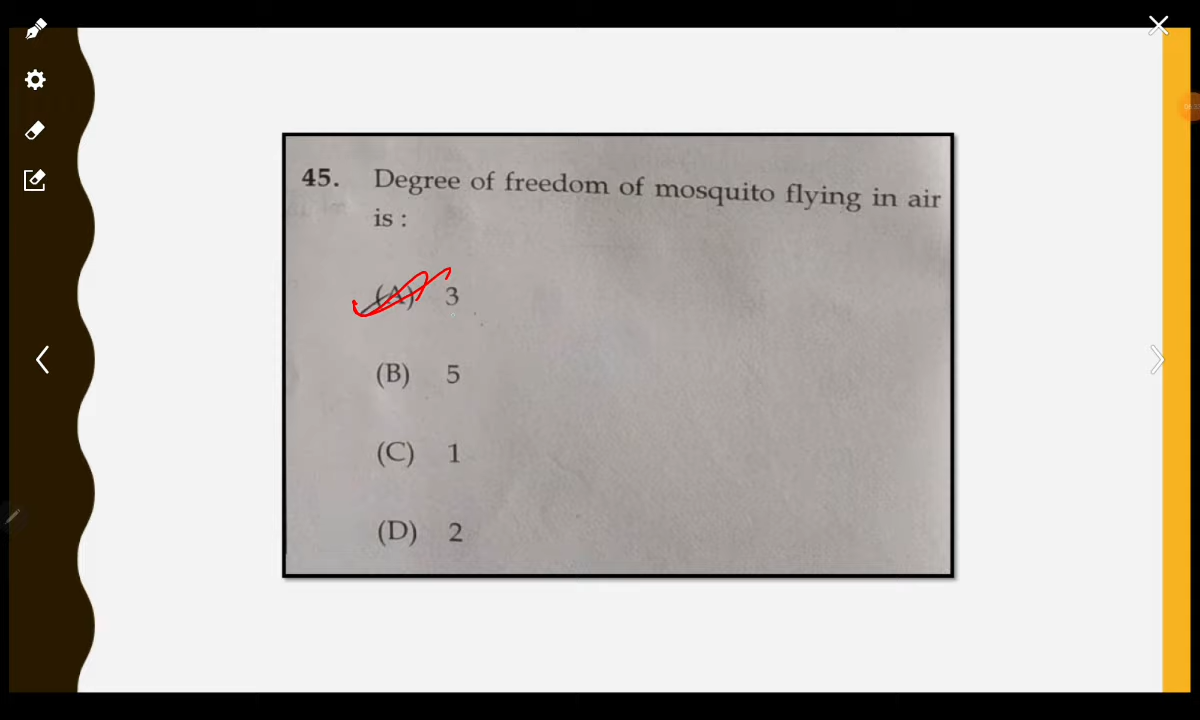 45. Degree of freedom of mosquito flying in air
is :
(A) 3
(B) 5
(C) 1
(D) 2